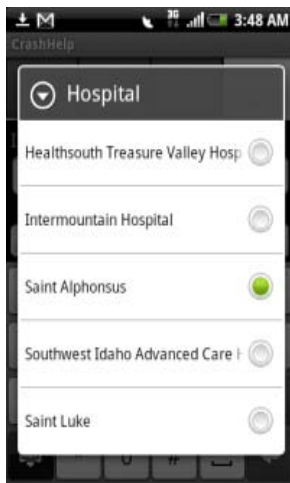 3G 3:48 AM
CrashHelp
Hospital
Healthsouth Treasure Valley Hosp
Intermountain Hospital
Saint Alphonsus
Southwest Idaho Advanced Care H
Saint Luke
#